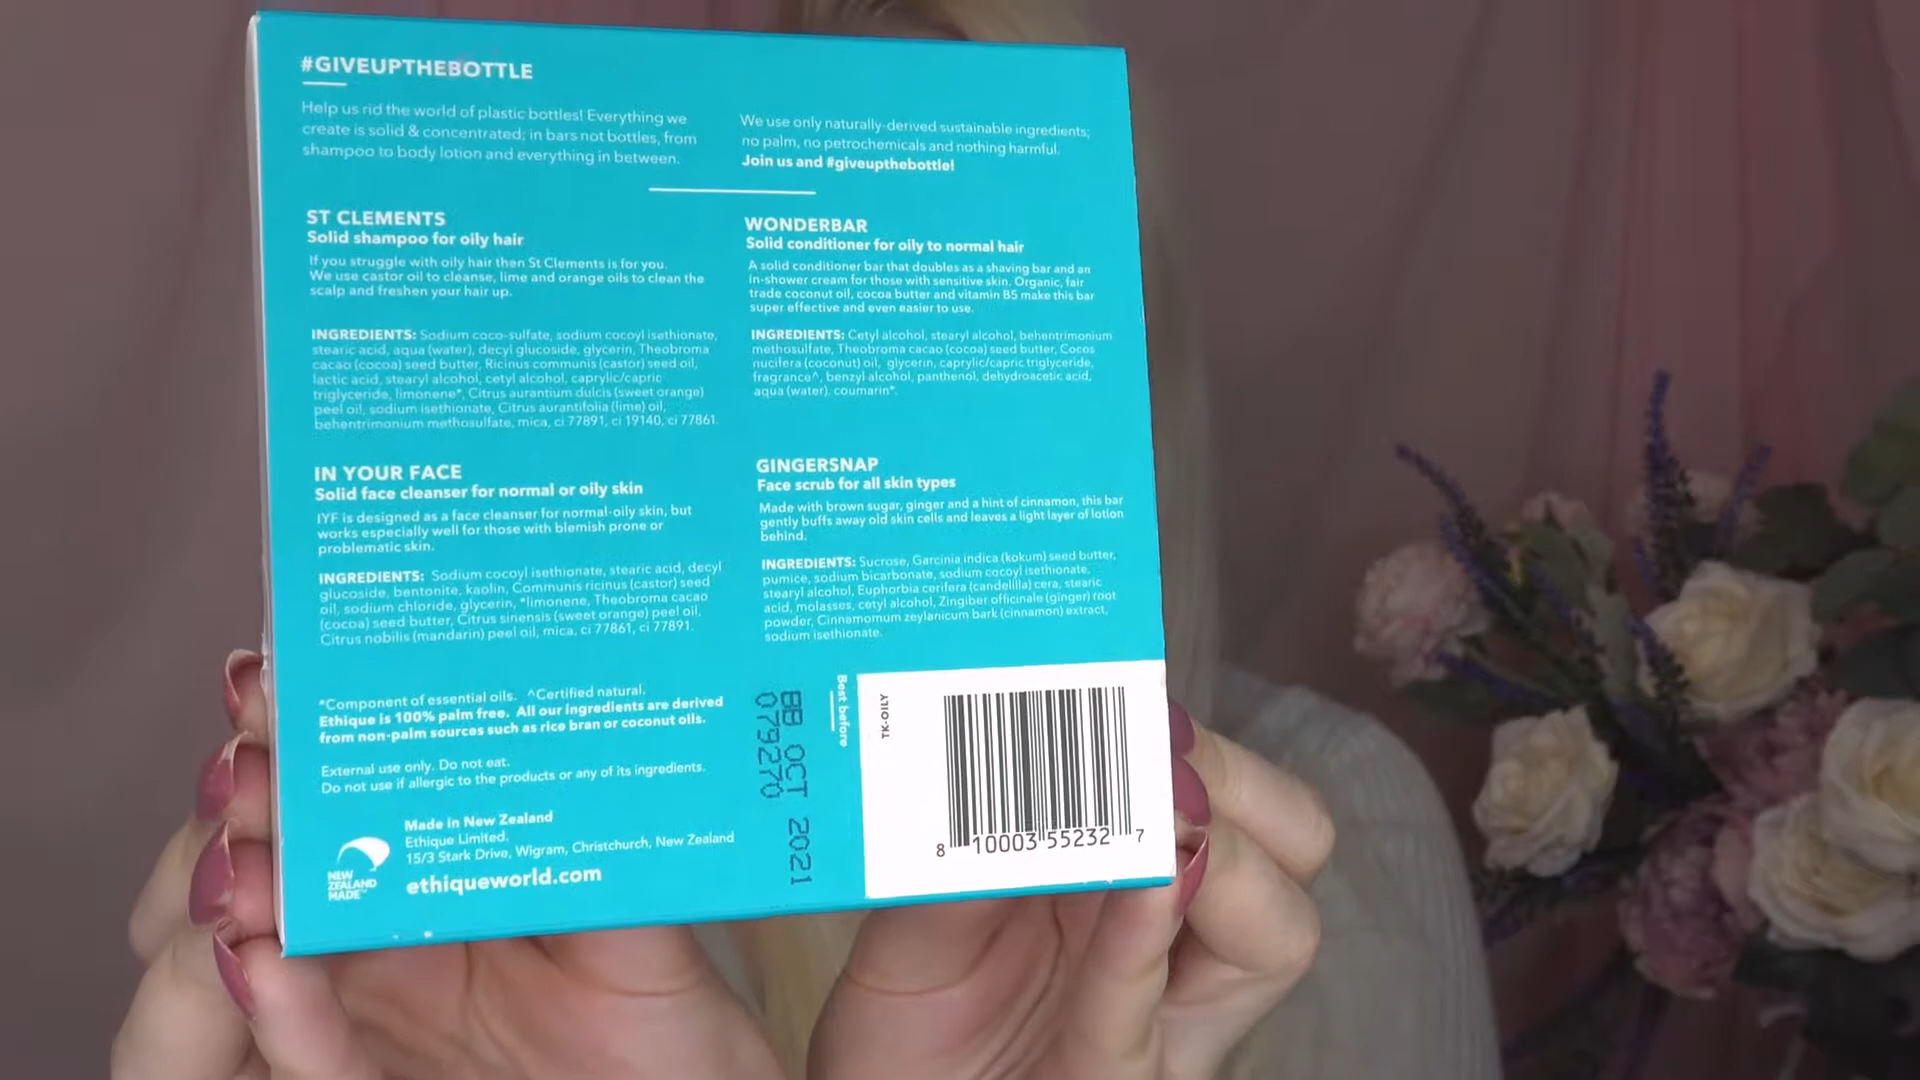 #GIVEUPTHEBOTTLE
Help us rid the world of plastic bottles! Everything we
create is solid & concentrated; in bars not bottles, from
shampoo to body lotion and everything in between.
We use only naturally-derived sustainable ingredients;
no palm, no petrochemicals and nothing harmful.
Join us and #giveupthebottle!
ST CLEMENTS
Solid shampoo for oily hair
If you struggle with oily hair then St Clements is for you.
We use castor oil to cleanse, lime and orange oils to clean the
scalp and freshen your hair up.
INGREDIENTS: Sodium coco-sulfate, sodium cocoyl isethionate,
stearic acid, aqua (water), decyl glucoside, glycerin, Theobroma
cacao (cocoa) seed butter, Ricinus communis (castor) seed oil,
lactic acid, stearyl alcohol, cetyl alcohol, caprylic/capric
triglyceride, limonene*, Citrus aurantium dulcis (sweet orange)
peel oil, sodium isethionate, Citrus aurantifolia (lime) oil,
behentrimonium methosulfate, mica, ci 77891, ci 19140, ci 77861.
WONDERBAR
Solid conditioner for oily to normal hair
A solid conditioner bar that doubles as a shaving bar and an
in-shower cream for those with sensitive skin. Organic, fair
trade coconut oil, cocoa butter and vitamin B5 make this bar
super effective and even easier to use.
INGREDIENTS: Cetyl alcohol, stearyl alcohol, behentrimonium
methosulfate, Theobroma cacao (cocoa) seed butter, Cocos
nucifera (coconut) oil, glycerin, caprylic/capric triglyceride,
fragrance^, benzyl alcohol, panthenol, dehydroacetic acid,
aqua (water), coumarin*.
IN YOUR FACE
Solid face cleanser for normal or oily skin
IYF is designed as a face cleanser for normal-oily skin, but
works especially well for those with blemish prone or
problematic skin.
INGREDIENTS: Sodium cocoyl isethionate, stearic acid, decyl
glucoside, bentonite, kaolin, Communis ricinus (castor) seed
oil, sodium chloride, glycerin, *limonene, Theobroma cacao
(cocoa) seed butter, Citrus sinensis (sweet orange) peel oil,
Citrus nobilis (mandarin) peel oil, mica, ci 77861, ci 77891.
GINGERSNAP
Face scrub for all skin types
Made with brown sugar, ginger and a hint of cinnamon, this bar
gently buffs away old skin cells and leaves a light layer of lotion
behind.
INGREDIENTS: Sucrose, Garcinia indica (kokum) seed butter,
pumice, sodium bicarbonate, sodium cocoyl isethionate,
stearyl alcohol, Euphorbia cerifera (candelilla) cera, stearic
acid, molasses, cetyl alcohol, Zingiber officinale (ginger) root
powder, Cinnamomum zeylanicum bark (cinnamon) extract,
sodium isethionate.
*Component of essential oils. ^Certified natural.
Ethique is 100% palm free. All our ingredients are derived
from non-palm sources such as rice bran or coconut oils.
External use only. Do not eat.
Do not use if allergic to the products or any of its ingredients.
Made in New Zealand
Ethique Limited.
15/3 Stark Drive, Wigram, Christchurch, New Zealand
ethiqueworld.com
NEW
ZEALAND
MADE™
Best before
BB OCT 2021
079270
TK-OILY
8 10003 55232 7